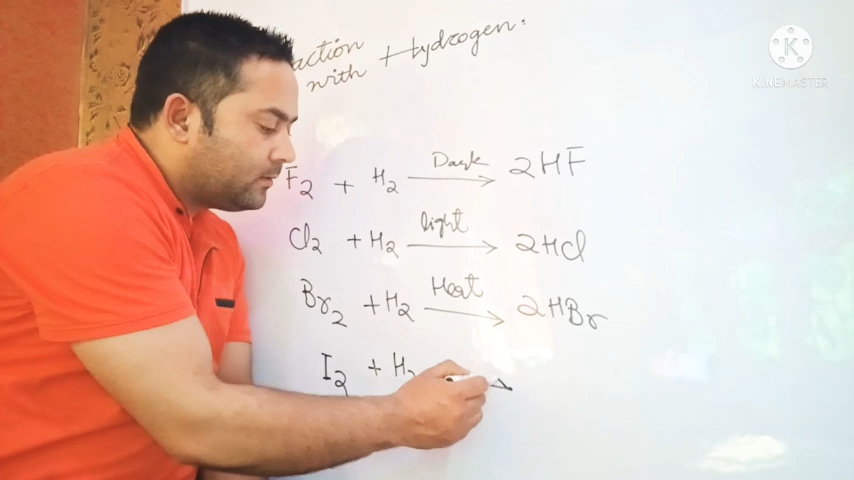 action
with Hydrogen:
F2 + H2 Dark → 2HF
Cl2 + H2 light → 2HCl
Br2 + H2 Heat → 2HBr
I2 + H2 →
K
KINEMASTER